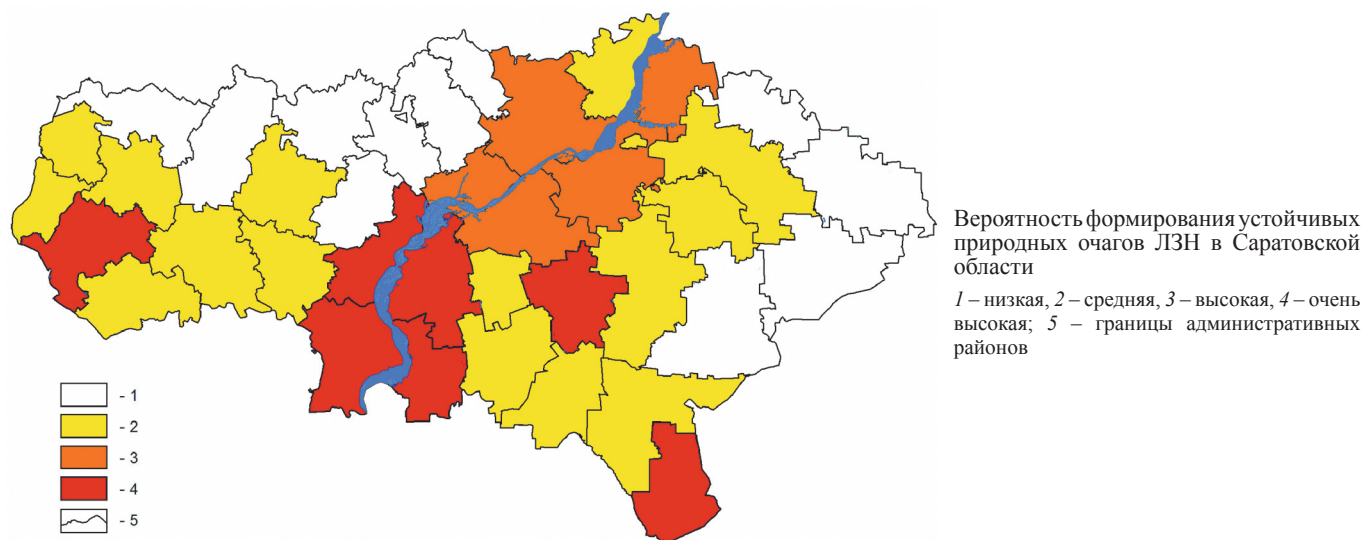 Вероятность формирования устойчивых
природных очагов ЛЗН в Саратовской
области
1 – низкая, 2 – средняя, 3 – высокая, 4 – очень
высокая; 5 – границы административных
районов
- 1
- 2
- 3
- 4
- 5